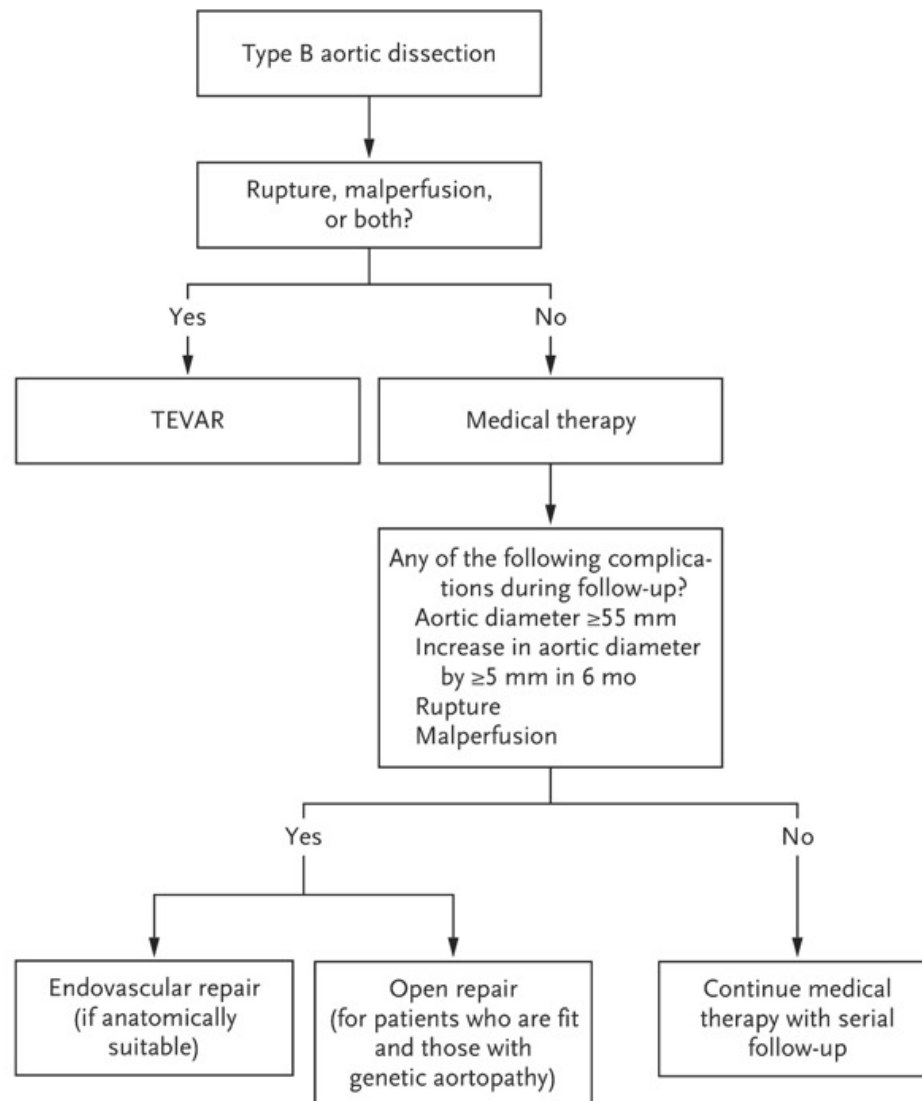 Type B aortic dissection
Rupture, malperfusion,
or both?
Yes
No
TEVAR
Medical therapy
Any of the following complica-
tions during follow-up?
Aortic diameter ≥55 mm
Increase in aortic diameter
by ≥5 mm in 6 mo
Rupture
Malperfusion
Yes
No
Endovascular repair
(if anatomically
suitable)
Open repair
(for patients who are fit
and those with
genetic aortopathy)
Continue medical
therapy with serial
follow-up